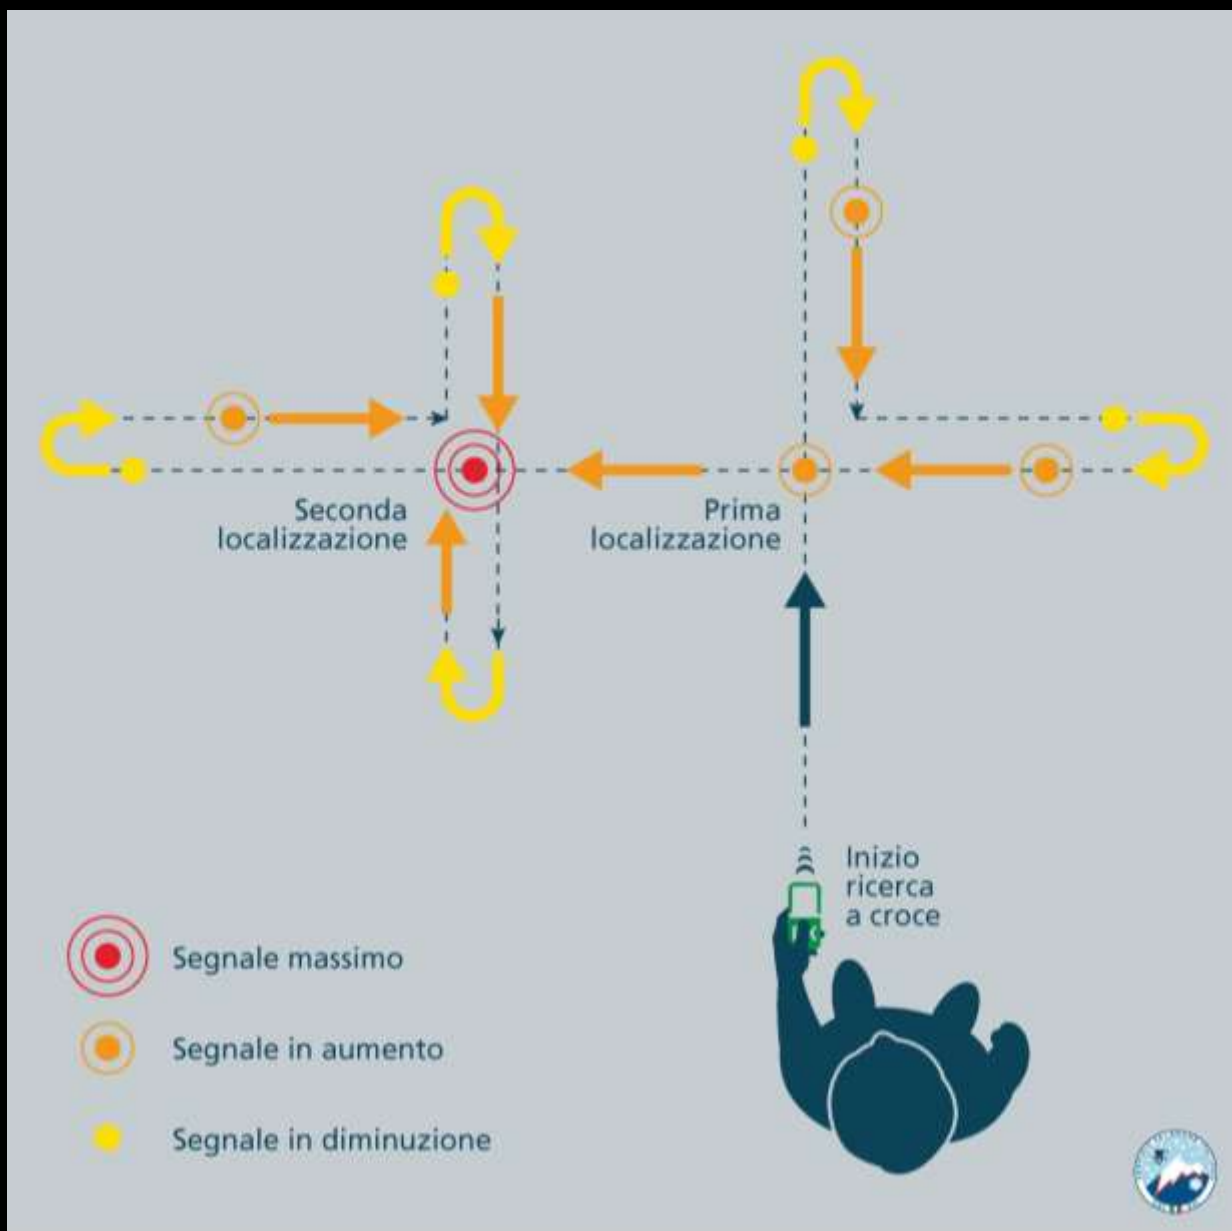 Seconda
localizzazione
Prima
localizzazione
Inizio
ricerca
a croce
Segnale massimo
Segnale in aumento
Segnale in diminuzione